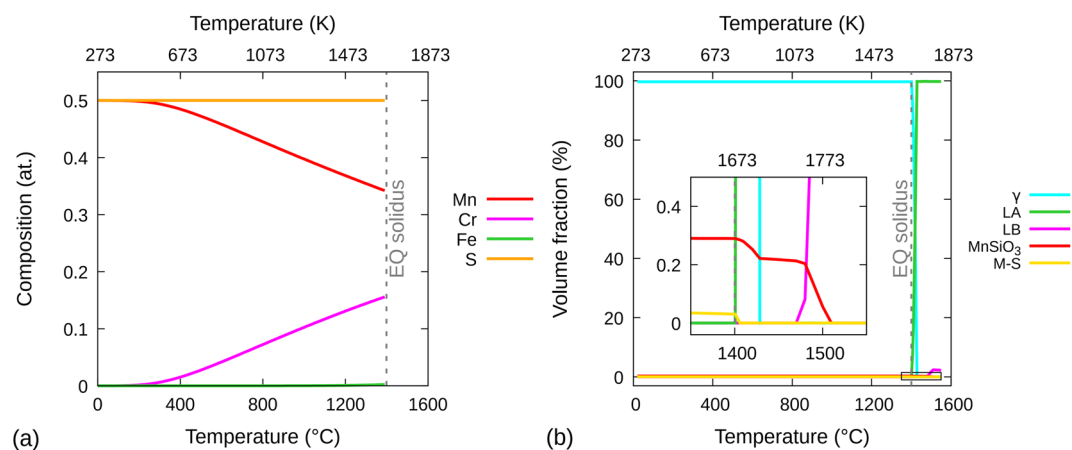 Temperature (K)
273 673 1073 1473 1873
0.5
0.4
0.3
0.2
0.1
0
Composition (at.)
EQ solidus
Mn
Cr
Fe
S
0 400 800 1200 1600
Temperature (°C)
(a)
Temperature (K)
273 673 1073 1473 1873
100
80
60
40
20
0
Volume fraction (%)
1673 1773
0.4
0.2
0
1400 1500
EQ solidus
γ
LA
LB
MnSiO₃
M-S
0 400 800 1200 1600
Temperature (°C)
(b)